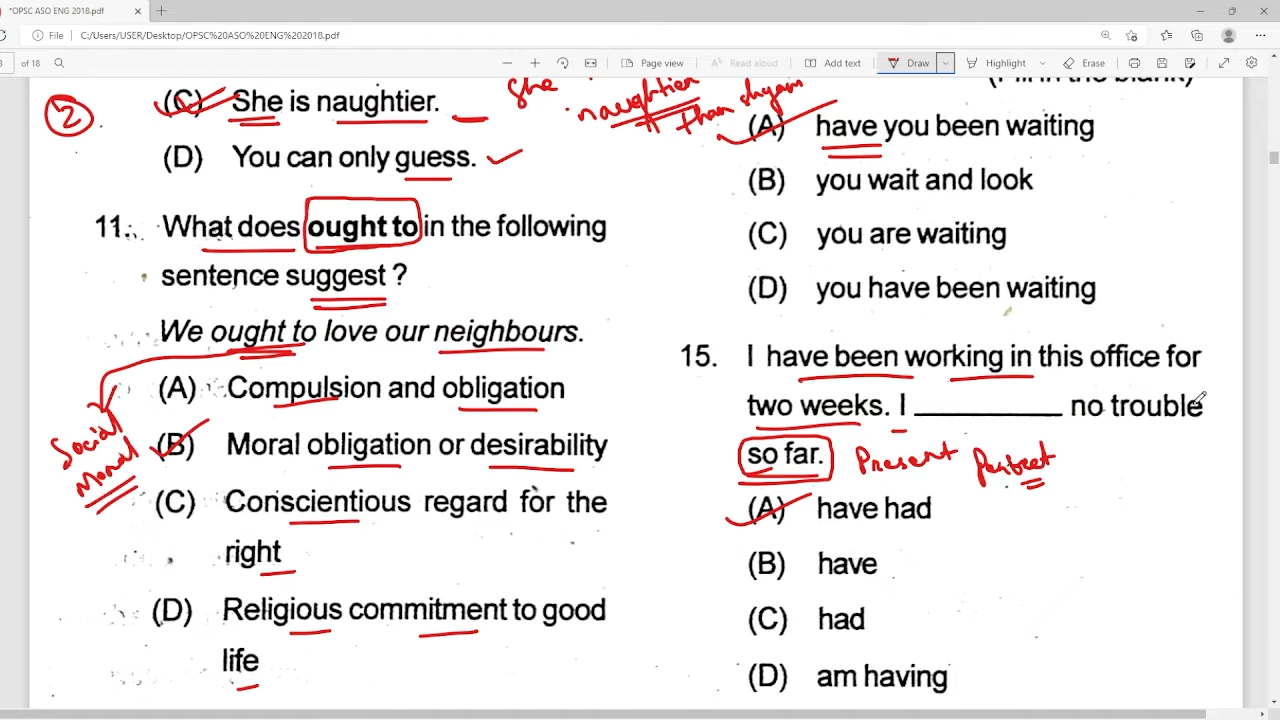 *OPSC ASO ENG 2018.pdf
File
C:/Users/USER/Desktop/OPSC%20ASO%20ENG%202018.pdf
of 18
Page view
Read aloud
Add text
Draw
Highlight
Erase
2
(C) She is naughtier.
She
naughtier
than shyam
(D) You can only guess.
11. What does ought to in the following
sentence suggest ?
We ought to love our neighbours.
(A) Compulsion and obligation
(B) Moral obligation or desirability
Social
Moral
(C) Conscientious regard for the
right
(D) Religious commitment to good
life
(A) have you been waiting
(B) you wait and look
(C) you are waiting
(D) you have been waiting
15. I have been working in this office for
two weeks. I __________ no trouble
so far. Present Perfect
(A) have had
(B) have
(C) had
(D) am having